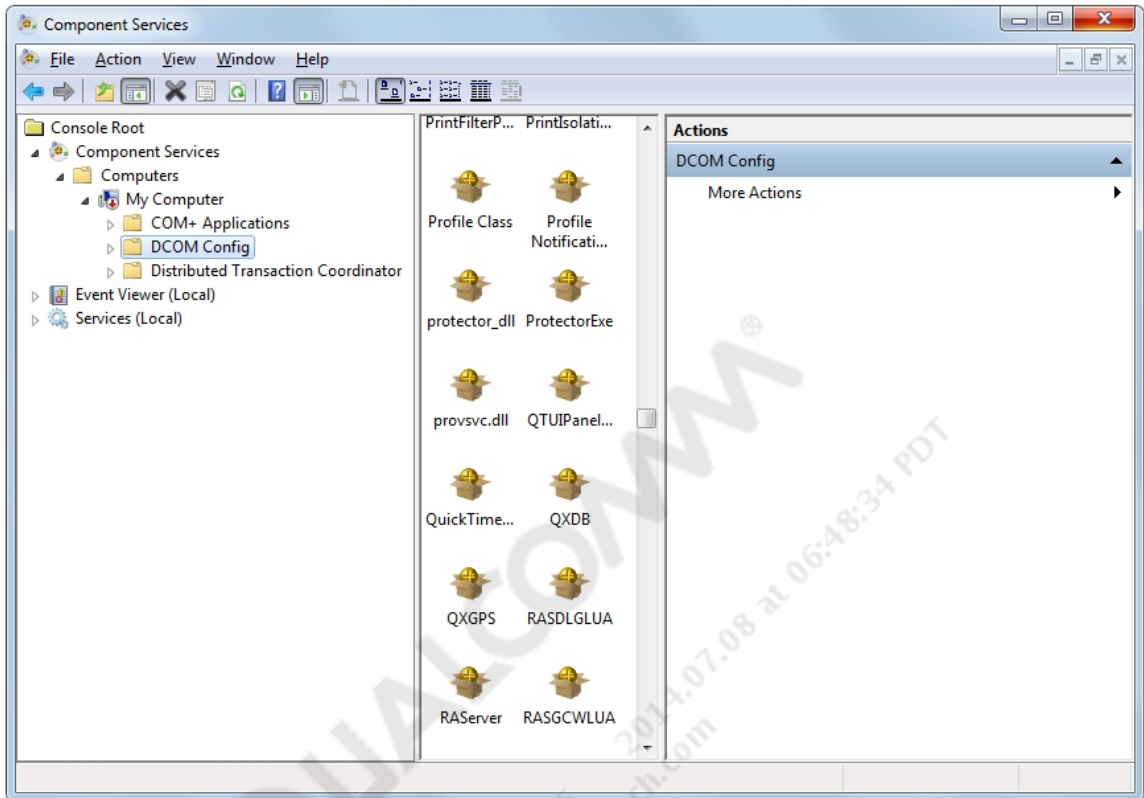 Component Services
File Action View Window Help
Console Root
Component Services
Computers
My Computer
COM+ Applications
DCOM Config
Distributed Transaction Coordinator
Event Viewer (Local)
Services (Local)
PrintFilterP... PrintIsolati...
Profile Class Profile Notificati...
protector_dll ProtectorExe
provsvc.dll QTUIPanel...
QuickTime... QXDB
QXGPS RASDLGLUA
RAServer RASGCWLUA
Actions
DCOM Config
More Actions
QUALCOMM®
2014.07.08 at 06:48:34 PDT